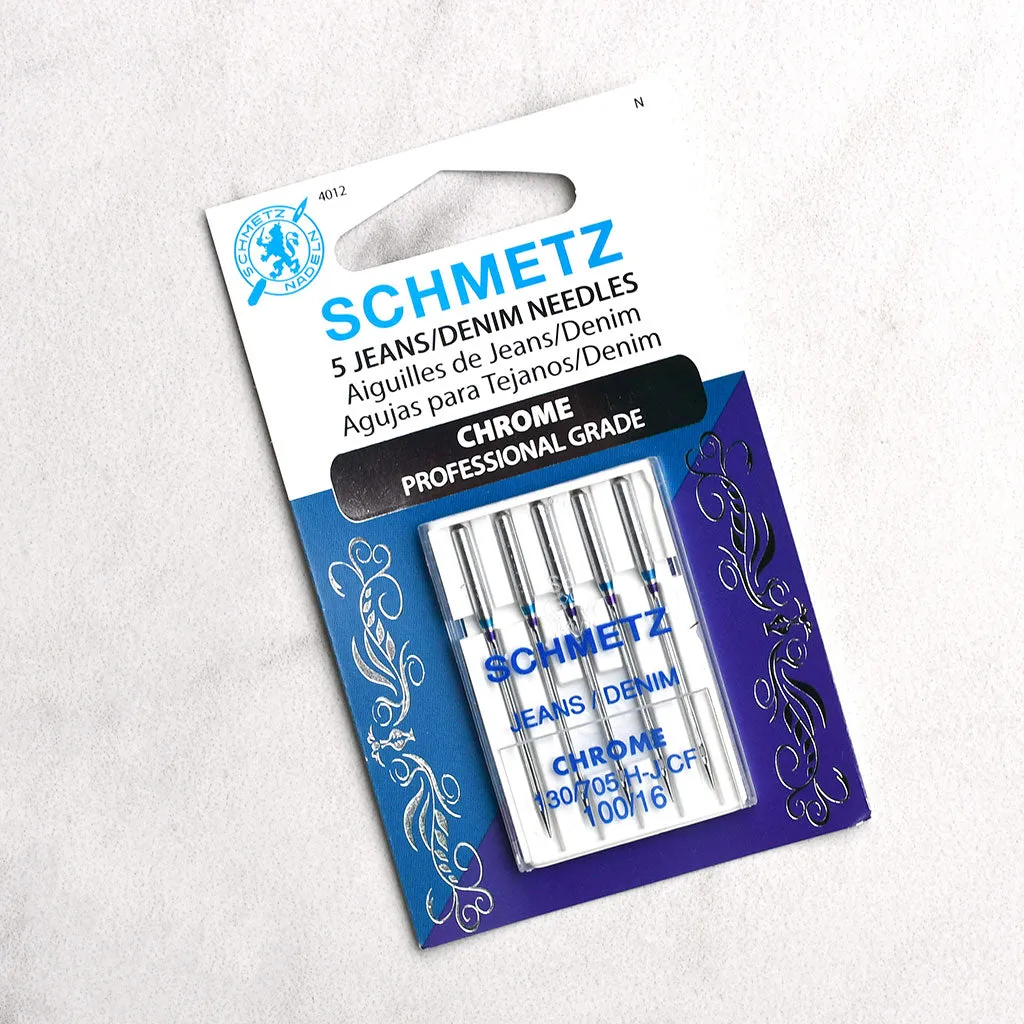 N
4012
SCHMETZ NADELN
SCHMETZ
5 JEANS/DENIM NEEDLES
Aiguilles de Jeans/Denim
Agujas para Tejanos/Denim
CHROME
PROFESSIONAL GRADE
SCHMETZ
JEANS / DENIM
CHROME
130/705 H-J CF
100/16